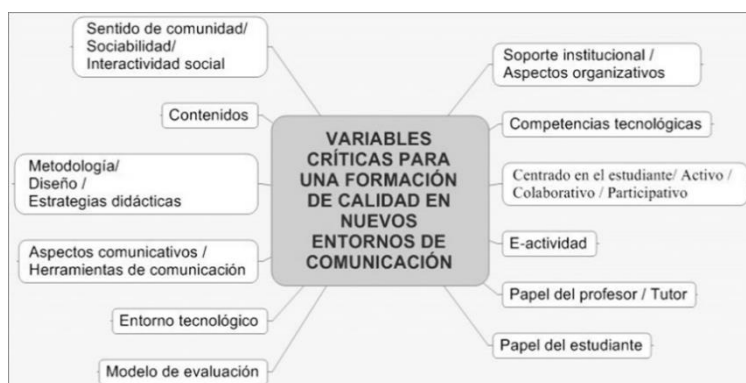 Sentido de comunidad/
Sociabilidad/
Interactividad social
Contenidos
Metodología/
Diseño /
Estrategias didácticas
Aspectos comunicativos /
Herramientas de comunicación
Entorno tecnológico
Modelo de evaluación
VARIABLES
CRÍTICAS PARA
UNA FORMACIÓN
DE CALIDAD EN
NUEVOS
ENTORNOS DE
COMUNICACIÓN
Soporte institucional /
Aspectos organizativos
Competencias tecnológicas
Centrado en el estudiante/ Activo /
Colaborativo / Participativo
E-actividad
Papel del profesor / Tutor
Papel del estudiante